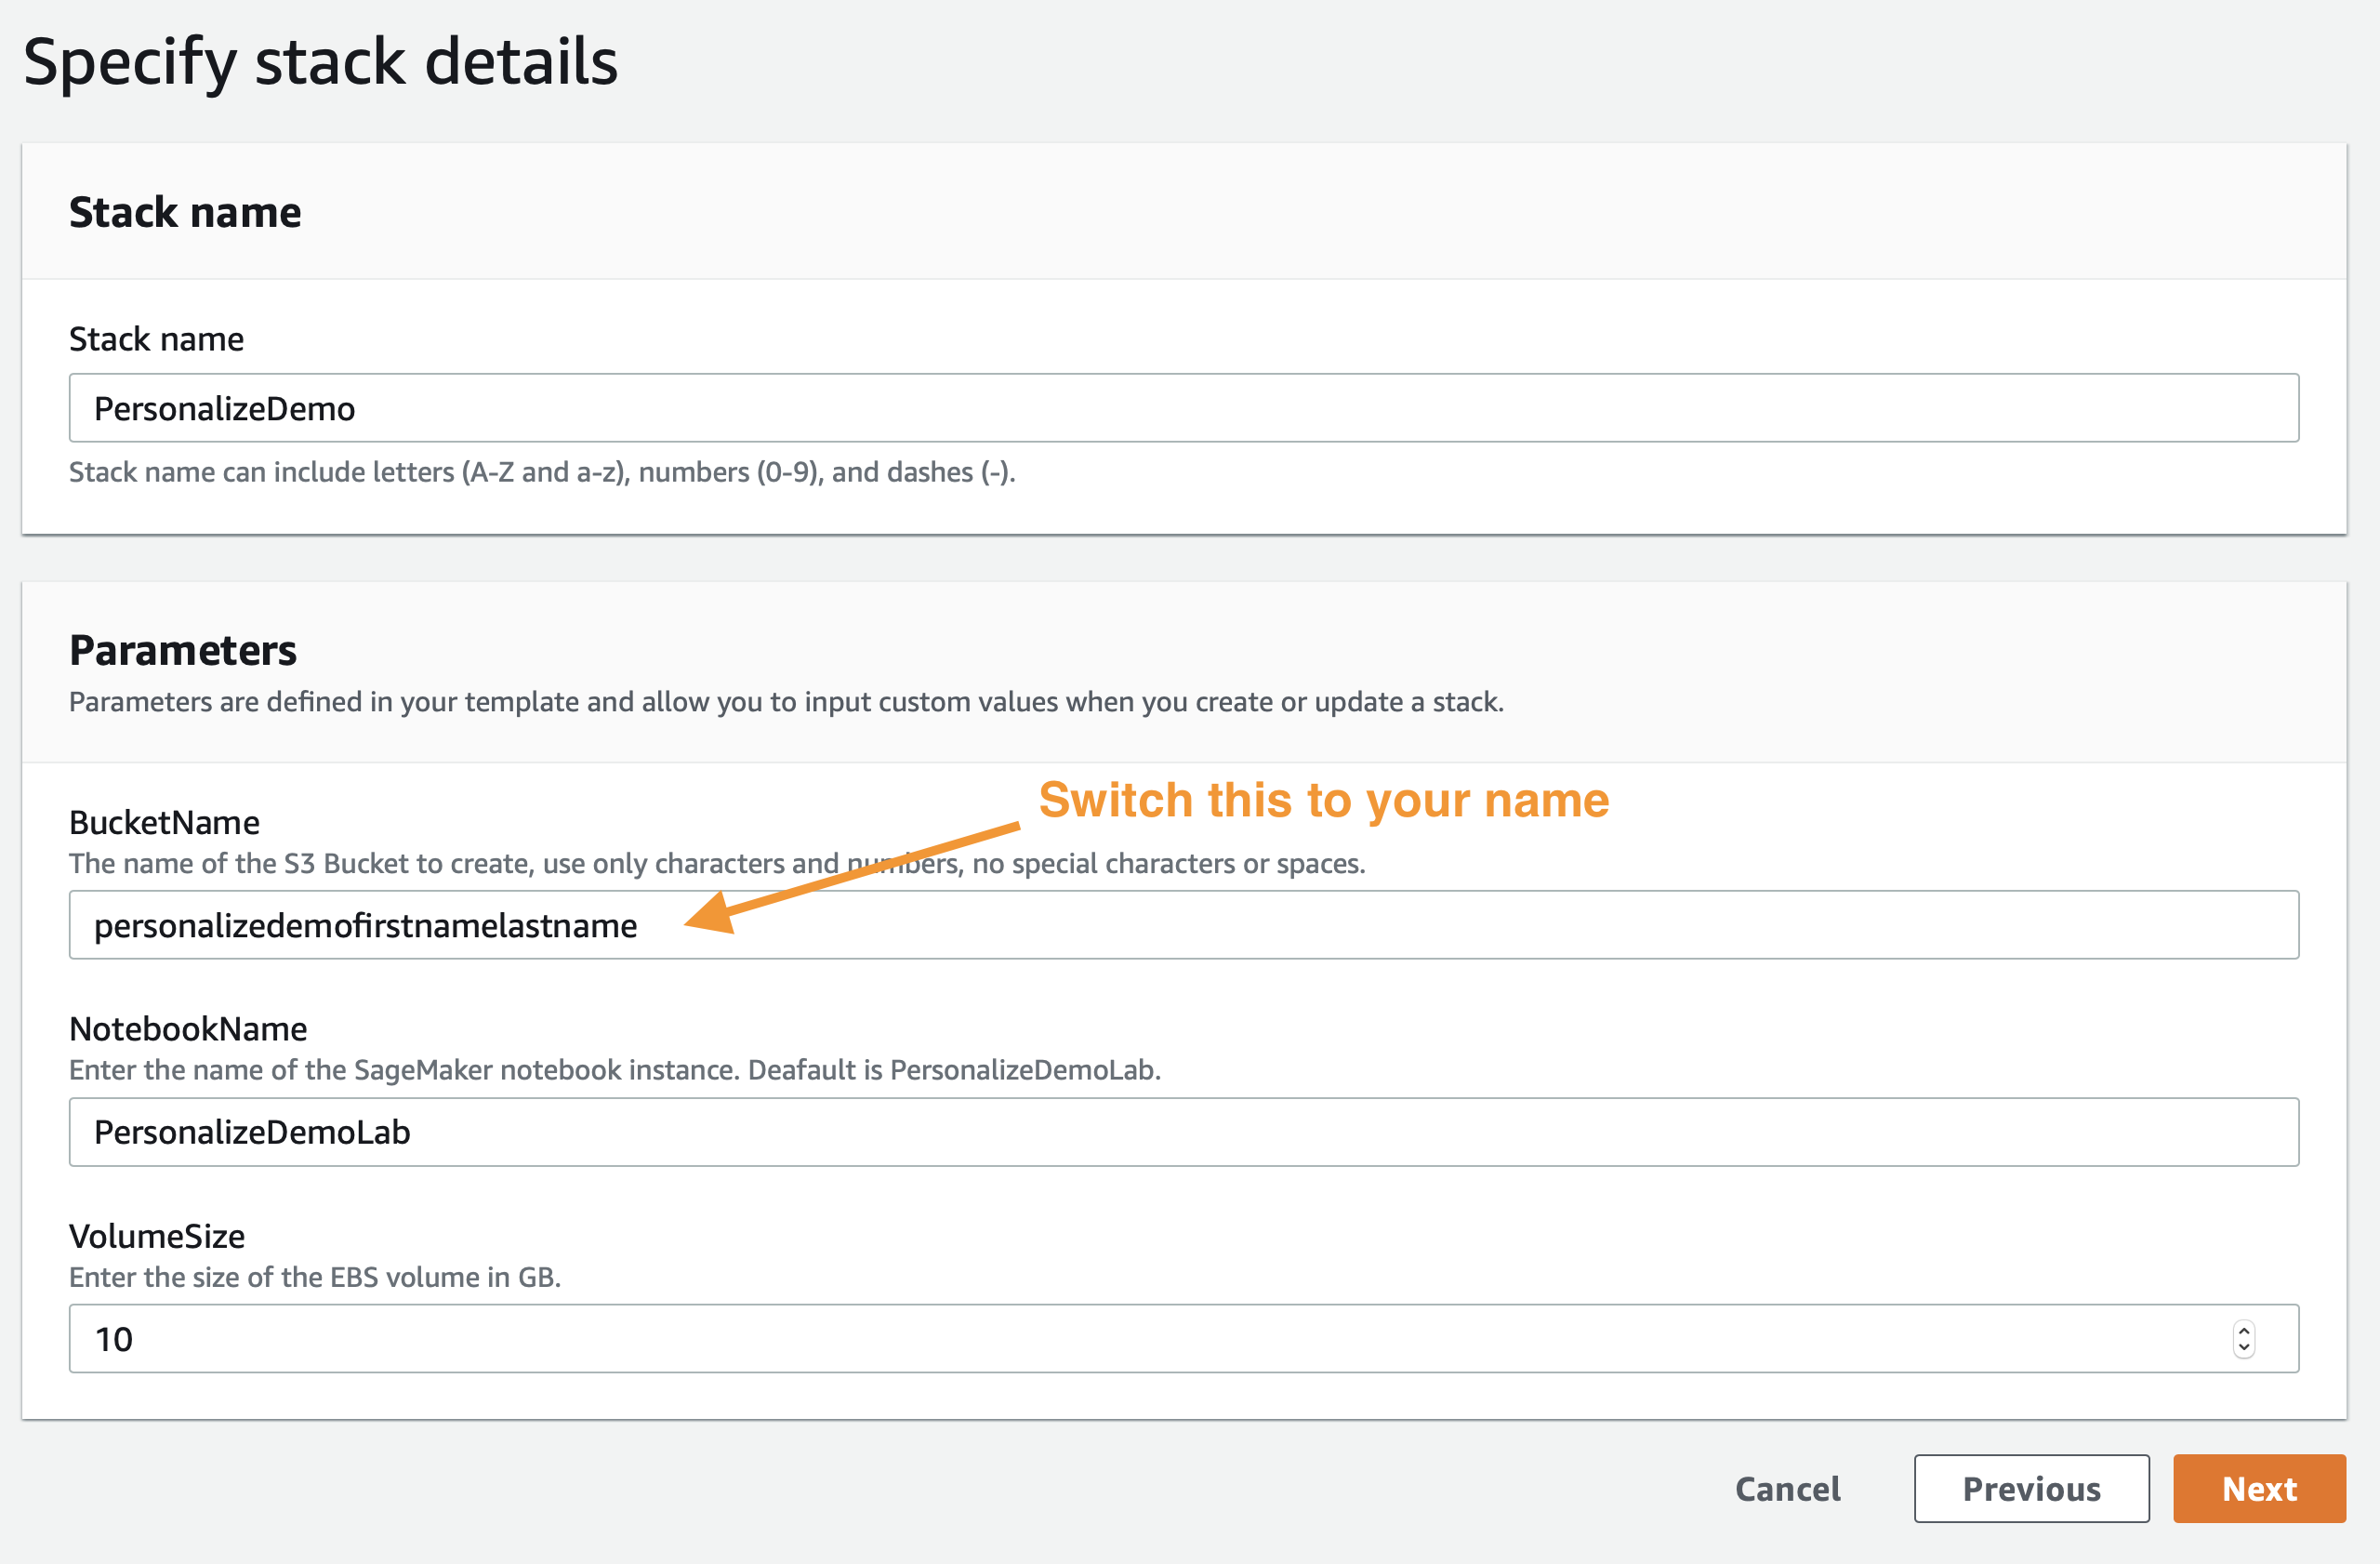 Specify stack details
Stack name
Stack name
PersonalizeDemo
Stack name can include letters (A-Z and a-z), numbers (0-9), and dashes (-).
Parameters
Parameters are defined in your template and allow you to input custom values when you create or update a stack.
Switch this to your name
BucketName
The name of the S3 Bucket to create, use only characters and numbers, no special characters or spaces.
personalizedemofirstnamelastname
NotebookName
Enter the name of the SageMaker notebook instance. Deafault is PersonalizeDemoLab.
PersonalizeDemoLab
VolumeSize
Enter the size of the EBS volume in GB.
10
Cancel
Previous
Next